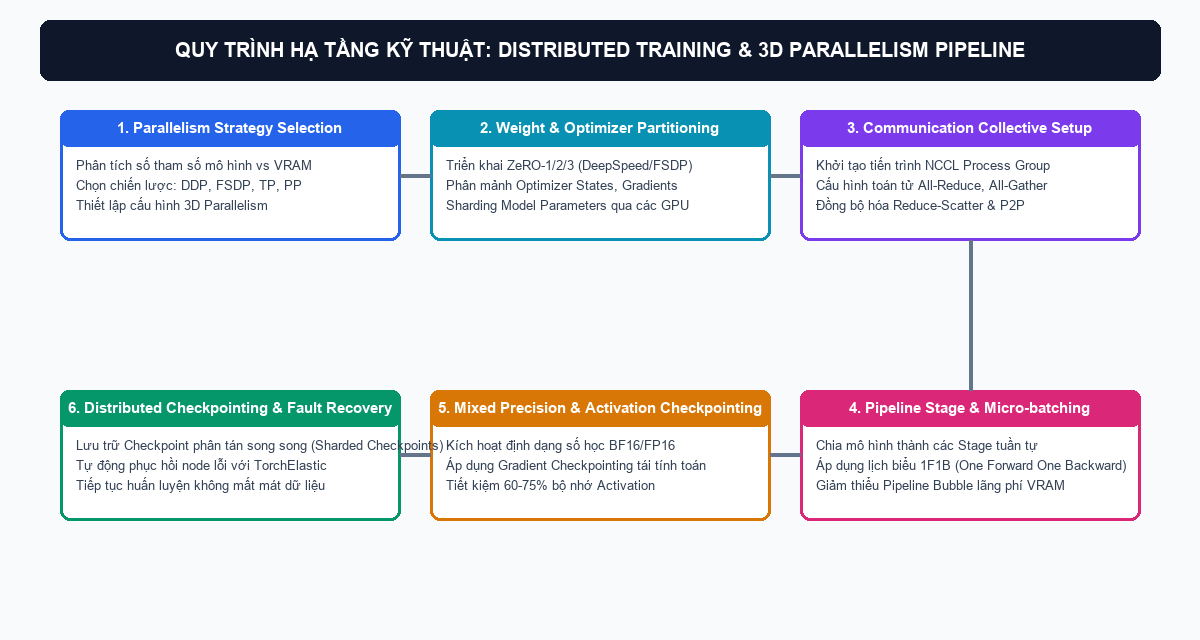 QUY TRÌNH HẠ TẦNG KỸ THUẬT: DISTRIBUTED TRAINING & 3D PARALLELISM PIPELINE
1. Parallelism Strategy Selection
Phân tích số tham số mô hình vs VRAM
Chọn chiến lược: DDP, FSDP, TP, PP
Thiết lập cấu hình 3D Parallelism
2. Weight & Optimizer Partitioning
Triển khai ZeRO-1/2/3 (DeepSpeed/FSDP)
Phân mảnh Optimizer States, Gradients
Sharding Model Parameters qua các GPU
3. Communication Collective Setup
Khởi tạo tiến trình NCCL Process Group
Cấu hình toán tử All-Reduce, All-Gather
Đồng bộ hóa Reduce-Scatter & P2P
4. Pipeline Stage & Micro-batching
Chia mô hình thành các Stage tuần tự
Áp dụng lịch biểu 1F1B (One Forward One Backward)
Giảm thiểu Pipeline Bubble lãng phí VRAM
5. Mixed Precision & Activation Checkpointing
Kích hoạt định dạng số học BF16/FP16
Áp dụng Gradient Checkpointing tái tính toán
Tiết kiệm 60-75% bộ nhớ Activation
6. Distributed Checkpointing & Fault Recovery
Lưu trữ Checkpoint phân tán song song (Sharded Checkpoints)
Tự động phục hồi node lỗi với TorchElastic
Tiếp tục huấn luyện không mất mát dữ liệu